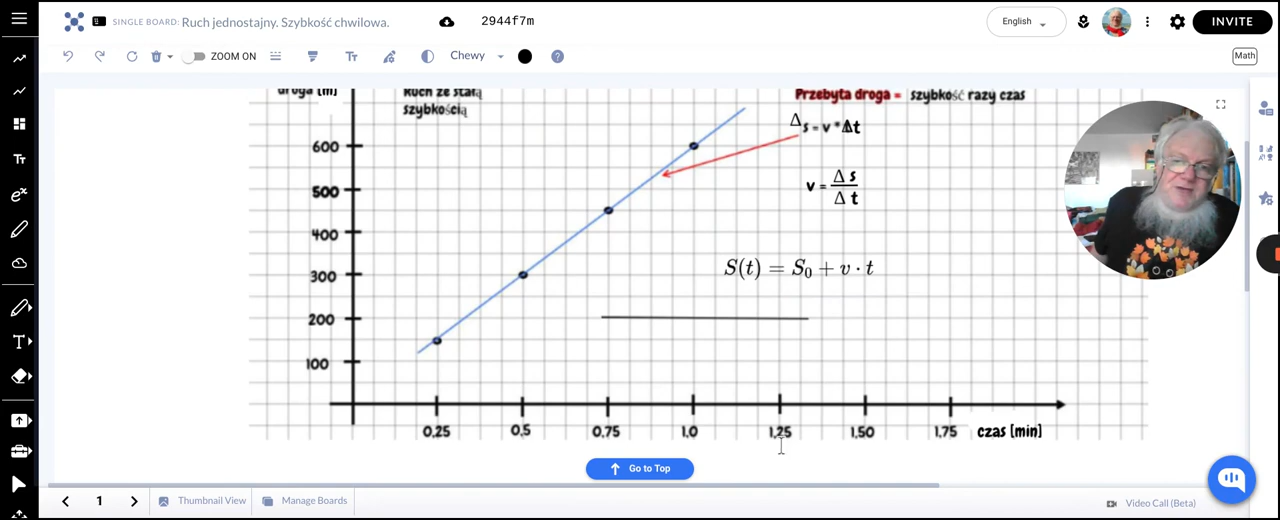 SINGLE BOARD: Ruch jednostajny. Szybkość chwilowa.
2944f7m
English
INVITE
ZOOM ON
Tт
Chewy
Math
droga [m]
Ruch ze stałą
szybkością
Przebyta droga = szybkość razy czas
Δs = v * Δt
v = Δs / Δt
S(t) = S₀ + v · t
600
500
400
300
200
100
0,25 0,5 0,75 1,0 1,25 1,50 1,75 czas [min]
Go to Top
1
Thumbnail View
Manage Boards
Video Call (Beta)